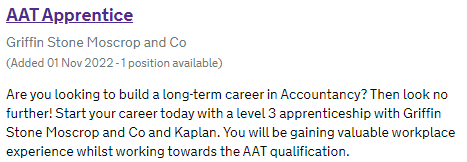 AAT Apprentice
Griffin Stone Moscrop and Co
(Added 01 Nov 2022 - 1 position available)
Are you looking to build a long-term career in Accountancy? Then look no
further! Start your career today with a level 3 apprenticeship with Griffin
Stone Moscrop and Co and Kaplan. You will be gaining valuable workplace
experience whilst working towards the AAT qualification.